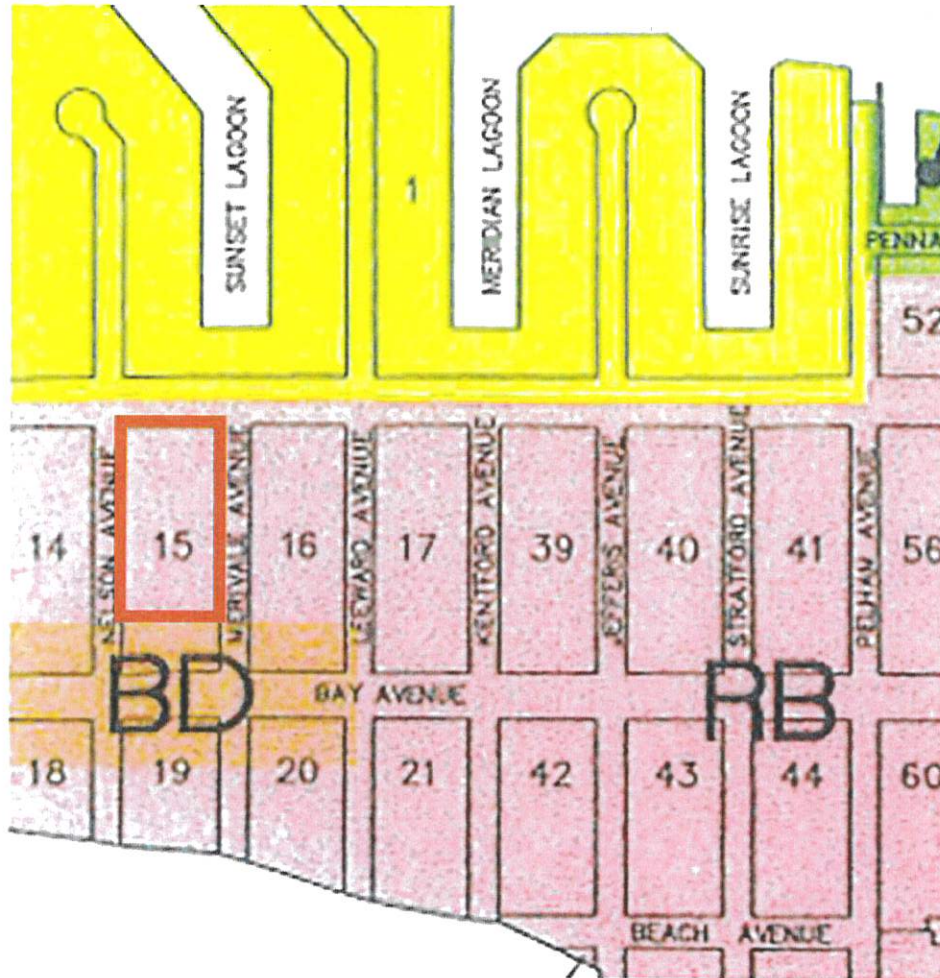 SUNSET LAGOON
1
MERIDIAN LAGOON
SUNRISE LAGOON
PENNA
52
14
NELSON AVENUE
15
MERIVALE AVENUE
16
LEEWARD AVENUE
17
KENTFORD AVENUE
39
JEFFERIS AVENUE
40
STRATFORD AVENUE
41
PELHAM AVENUE
56
BD
BAY AVENUE
RB
18
19
20
21
42
43
44
60
BEACH AVENUE